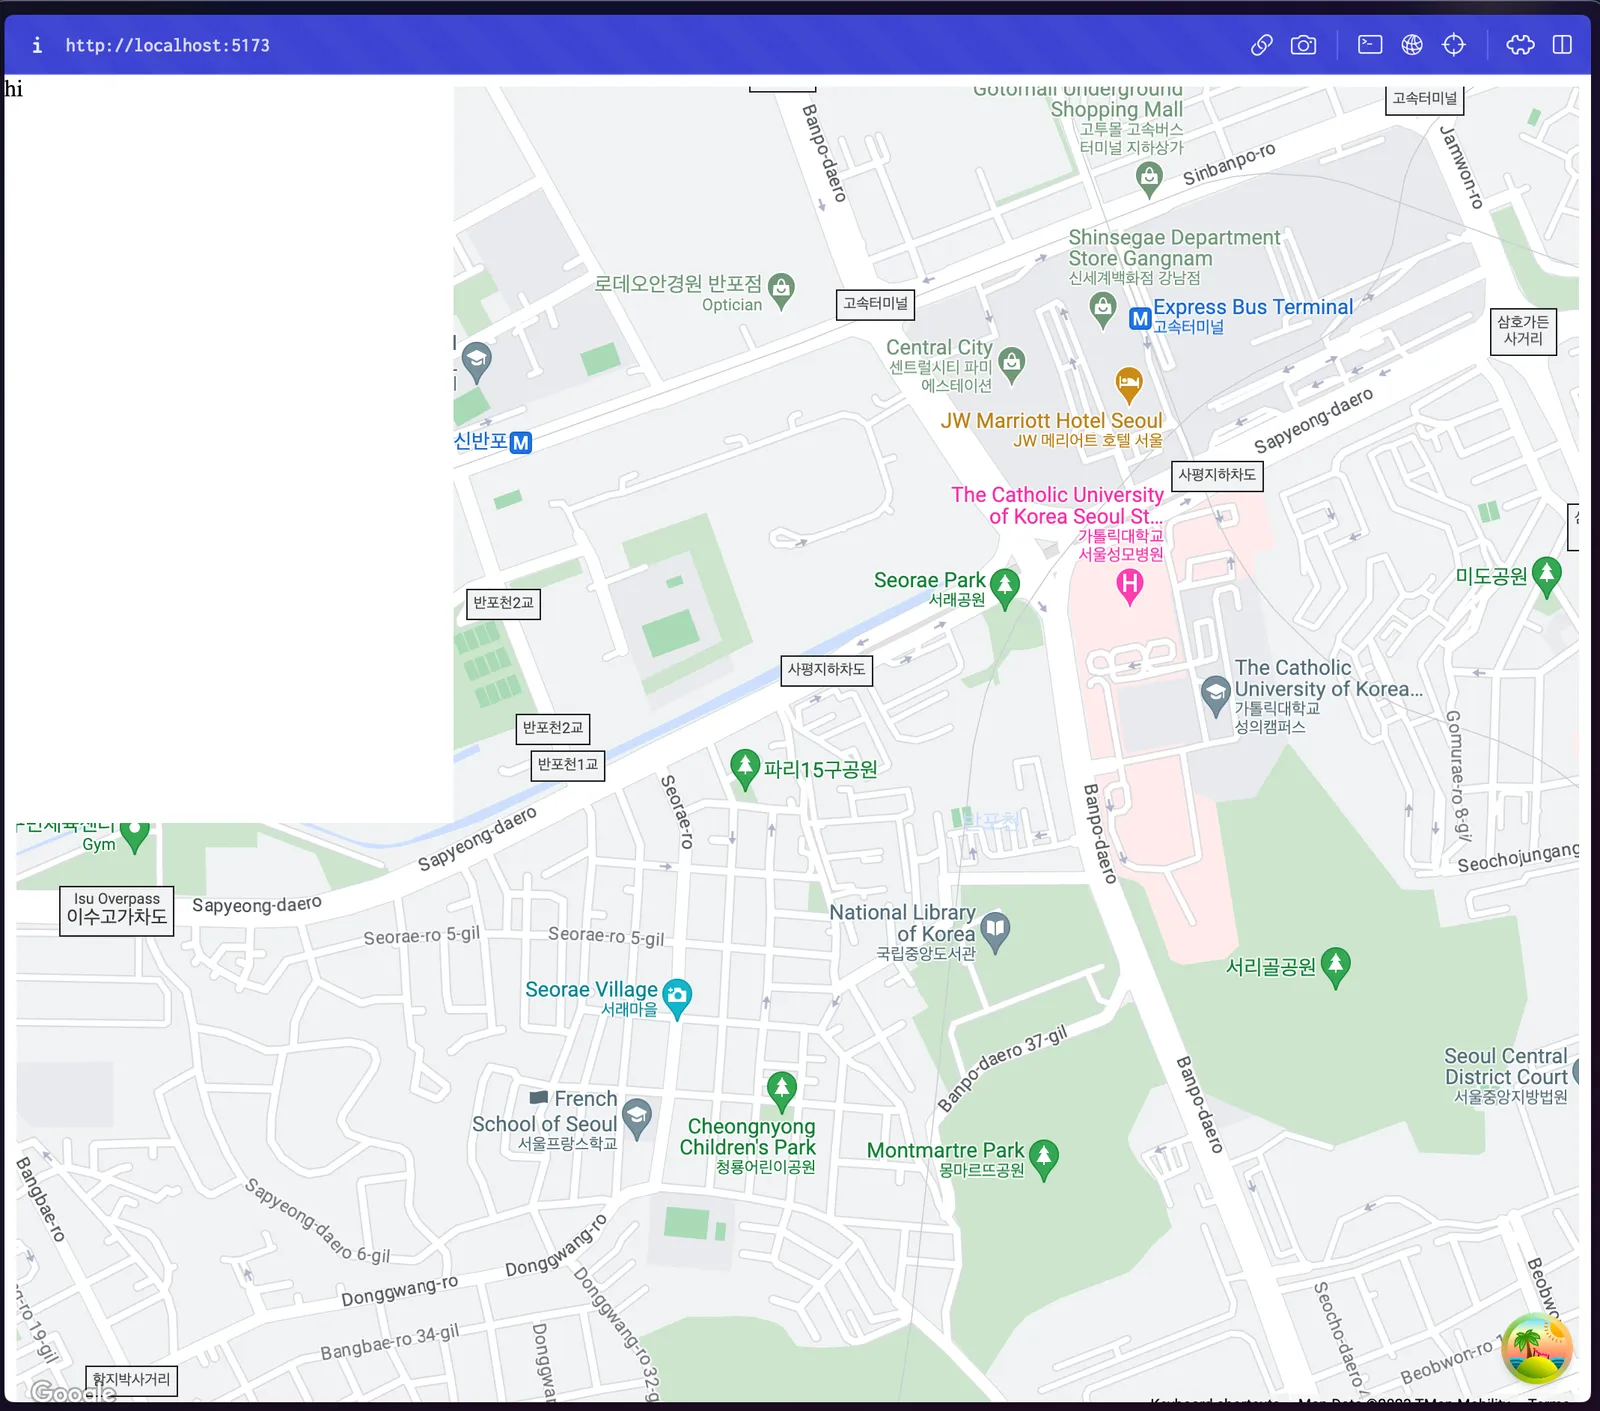 http://localhost:5173
hi
Gotomall Underground
Shopping Mall
고투몰 고속버스
터미널 지하상가
고속터미널
Banpo-daero
Sinbanpo-ro
Jamwon-ro
Shinsegae Department
Store Gangnam
신세계백화점 강남점
로데오안경원 반포점
Optician
고속터미널
Express Bus Terminal
고속터미널
삼호가든
사거리
Central City
센트럴시티 파미
에스테이션
JW Marriott Hotel Seoul
JW 메리어트 호텔 서울
Sapyeong-daero
신반포
사평지하차도
The Catholic University
of Korea Seoul St...
가톨릭대학교
서울성모병원
Seorae Park
서래공원
미도공원
반포천2교
사평지하차도
The Catholic
University of Korea...
가톨릭대학교
성의캠퍼스
반포천2교
반포천1교
파리15구공원
Gomurae-ro 8-gil
Seorae-ro
Sapyeong-daero
반포천
Banpo-daero
Gym
Seochojungang
Isu Overpass
이수고가차도
Sapyeong-daero
Seorae-ro 5-gil
Seorae-ro 5-gil
National Library
of Korea
국립중앙도서관
서리골공원
Seorae Village
서래마을
Banpo-daero 37-gil
Banpo-daero
Seoul Central
District Court
서울중앙지방법원
French
School of Seoul
서울프랑스학교
Cheongnyong
Children's Park
청룡어린이공원
Montmartre Park
몽마르뜨공원
Bangbae-ro
Sapyeong-daero 6-gil
Donggwang-ro
Donggwang-ro
Donggwang-ro 32-g
Bangbae-ro 34-gil
Donggwa
-ro 19-gil
Seocho-daero 4
Beobwo
Beobwon-ro 1
함지박사거리
Google